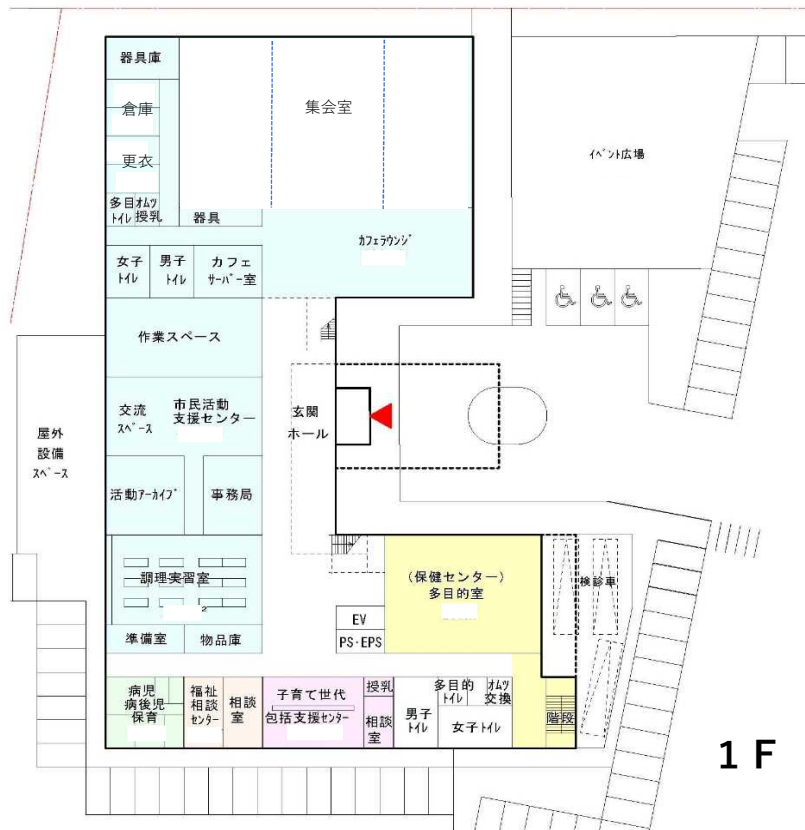 器具庫
倉庫
集会室
更衣
イベント広場
多目
トイレ
オムツ
授乳
器具
カフェラウンジ
女子
トイレ
男子
トイレ
カフェ
サーバー室
作業スペース
交流
スペース
市民活動
支援センター
玄関
ホール
屋外
設備
スペース
活動アーカイブ
事務局
調理実習室
(保健センター)
多目的室
検診車
EV
PS・EPS
準備室
物品庫
病児
病後児
保育
福祉
相談
センター
相談
室
子育て世代
包括支援センター
授乳
相談
室
男子
トイレ
多目的
トイレ
オムツ
交換
女子トイレ
階段
1F